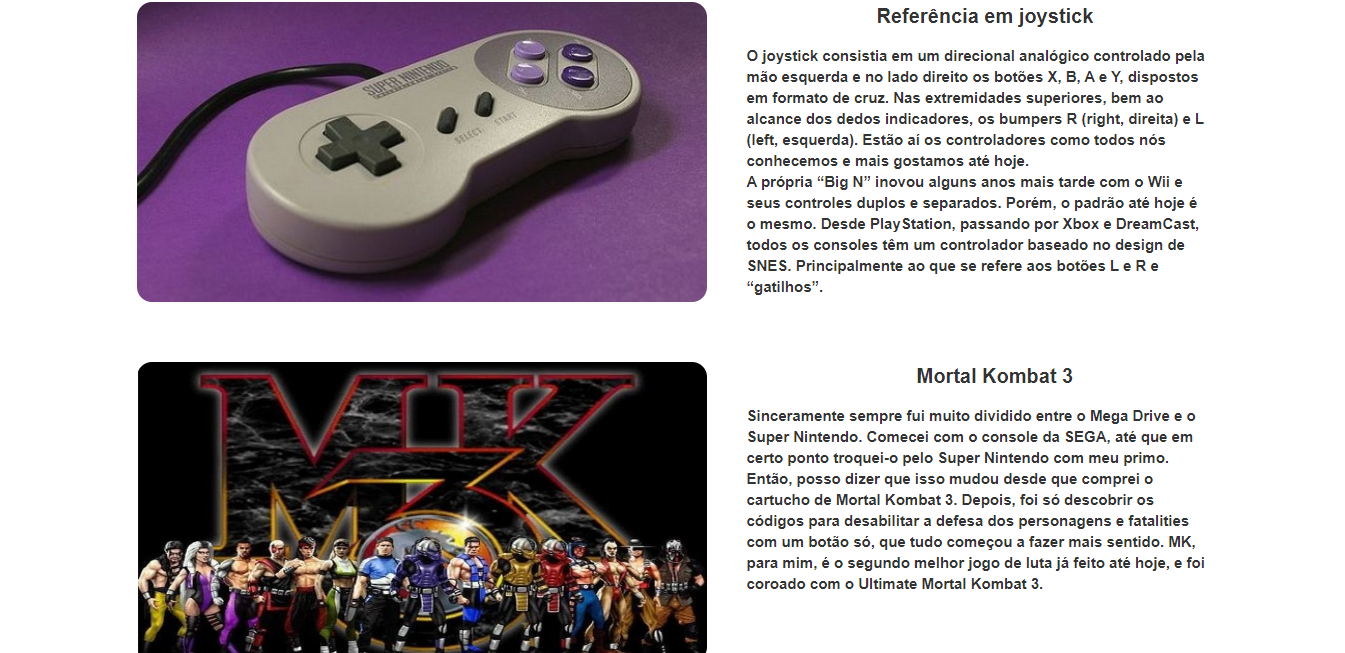 Referência em joystick
O joystick consistia em um direcional analógico controlado pela
mão esquerda e no lado direito os botões X, B, A e Y, dispostos
em formato de cruz. Nas extremidades superiores, bem ao
alcance dos dedos indicadores, os bumpers R (right, direita) e L
(left, esquerda). Estão aí os controladores como todos nós
conhecemos e mais gostamos até hoje.
A própria “Big N” inovou alguns anos mais tarde com o Wii e
seus controles duplos e separados. Porém, o padrão até hoje é
o mesmo. Desde PlayStation, passando por Xbox e DreamCast,
todos os consoles têm um controlador baseado no design de
SNES. Principalmente ao que se refere aos botões L e R e
“gatilhos”.
SUPER NINTENDO
SELECT START
Mortal Kombat 3
Sinceramente sempre fui muito dividido entre o Mega Drive e o
Super Nintendo. Comecei com o console da SEGA, até que em
certo ponto troquei-o pelo Super Nintendo com meu primo.
Então, posso dizer que isso mudou desde que comprei o
cartucho de Mortal Kombat 3. Depois, foi só descobrir os
códigos para desabilitar a defesa dos personagens e fatalities
com um botão só, que tudo começou a fazer mais sentido. MK,
para mim, é o segundo melhor jogo de luta já feito até hoje, e foi
coroado com o Ultimate Mortal Kombat 3.
MK
3